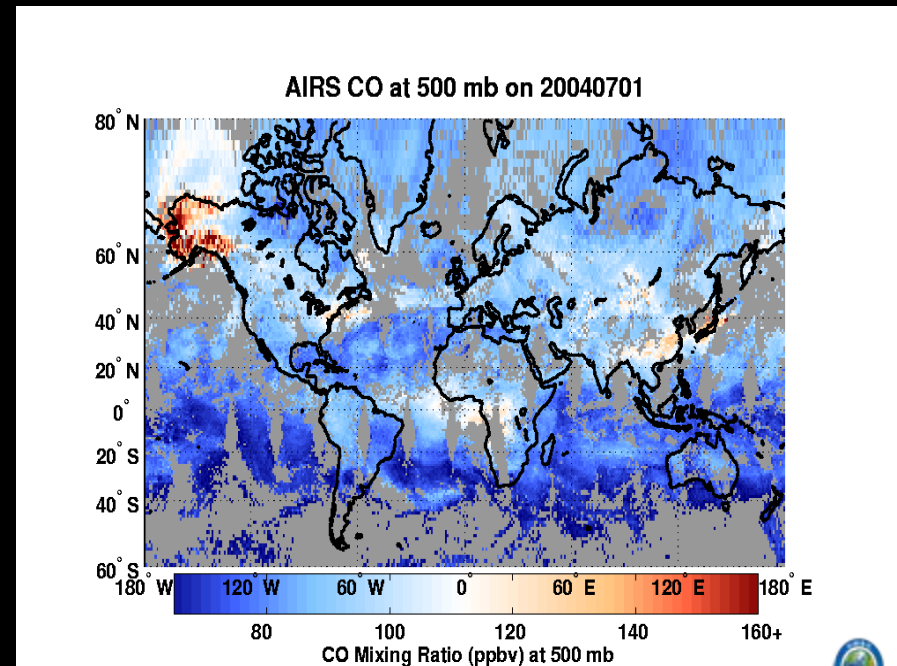 AIRS CO at 500 mb on 20040701
80° N
60° N
40° N
20° N
0°
20° S
40° S
60° S
180° W 120° W 60° W 0° 60° E 120° E 180° E
80 100 120 140 160+
CO Mixing Ratio (ppbv) at 500 mb